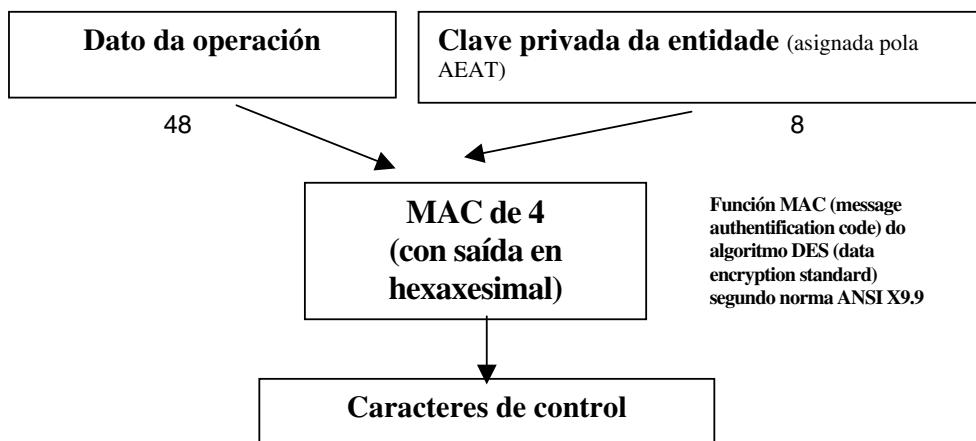 Dato da operación
Clave privada da entidade (asignada pola
AEAT)
48
8
MAC de 4
(con saída en
hexaxesimal)
Función MAC (message
authentification code) do
algoritmo DES (data
encryption standard)
segundo norma ANSI X9.9
Caracteres de control